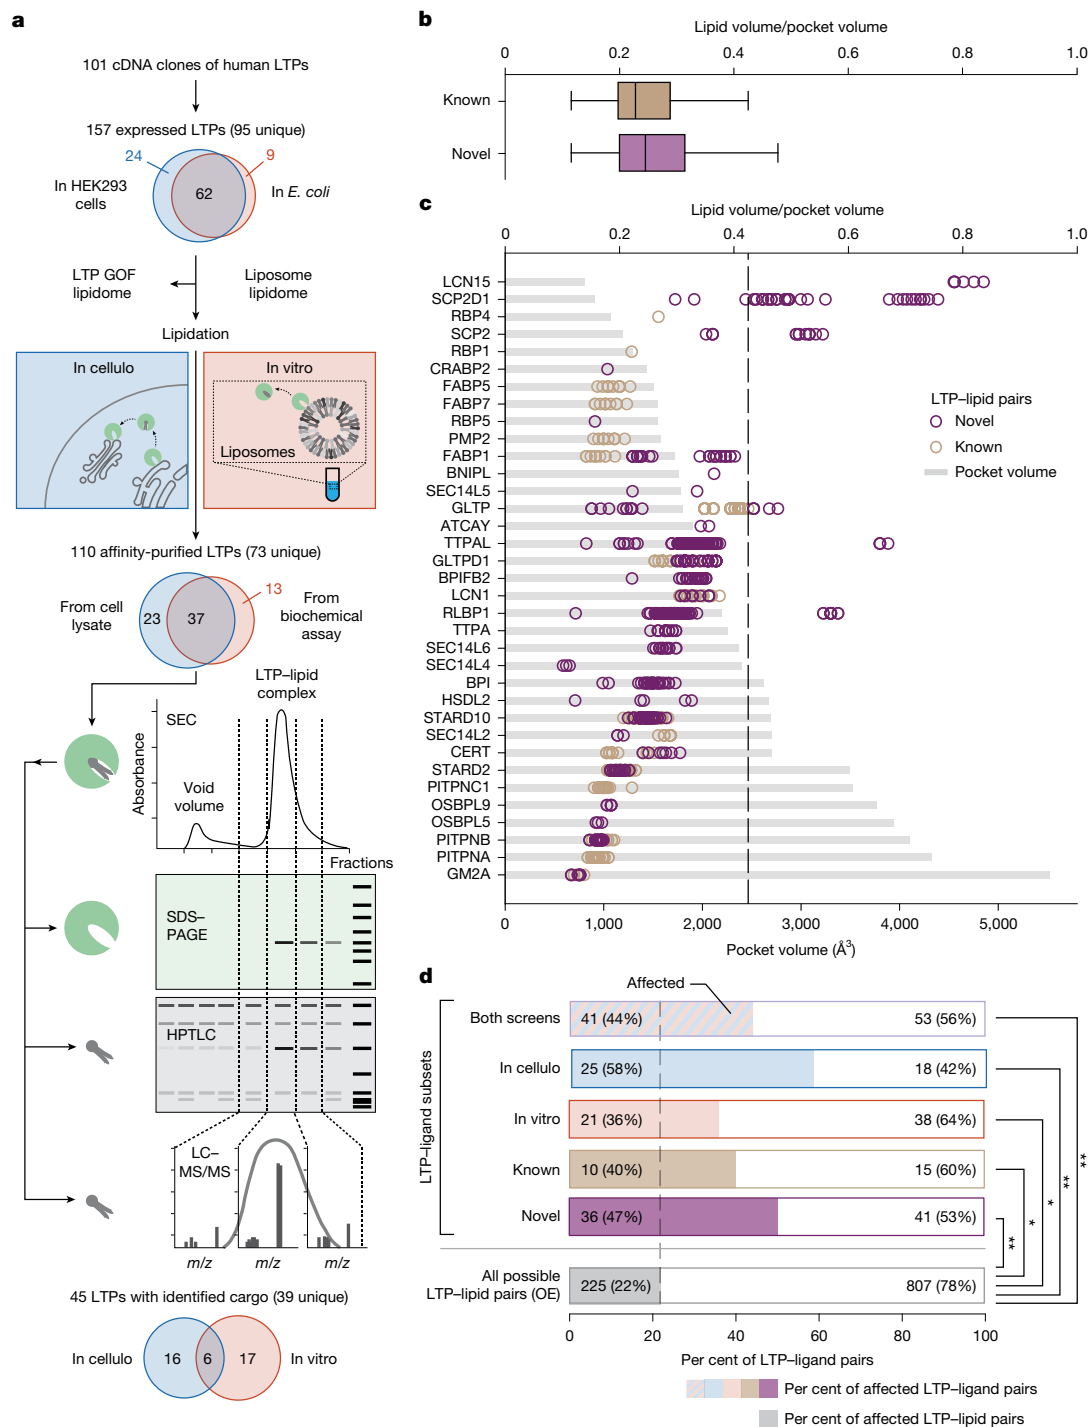 a
101 cDNA clones of human LTPs
157 expressed LTPs (95 unique)
24
9
In HEK293
cells
62
In E. coli
LTP GOF
lipidome
Liposome
lipidome
Lipidation
In cellulo
In vitro
Liposomes
110 affinity-purified LTPs (73 unique)
13
From cell
lysate
23
37
From
biochemical
assay
LTP–lipid
complex
SEC
Absorbance
Void
volume
Fractions
SDS–
PAGE
HPTLC
LC–
MS/MS
m/z
m/z
m/z
45 LTPs with identified cargo (39 unique)
In cellulo
16
6
17
In vitro
b
Lipid volume/pocket volume
0
0.2
0.4
0.6
0.8
1.0
Known
Novel
c
Lipid volume/pocket volume
0
0.2
0.4
0.6
0.8
1.0
LCN15
SCP2D1
RBP4
SCP2
RBP1
CRABP2
FABP5
FABP7
RBP5
PMP2
FABP1
BNIPL
SEC14L5
GLTP
ATCAY
TTPAL
GLTPD1
BPIFB2
LCN1
RLBP1
TTPA
SEC14L6
SEC14L4
BPI
HSDL2
STARD10
SEC14L2
CERT
STARD2
PITPNC1
OSBPL9
OSBPL5
PITPNB
PITPNA
GM2A
LTP–lipid pairs
Novel
Known
Pocket volume
0
1,000
2,000
3,000
4,000
5,000
Pocket volume (Å3)
d
Affected
LTP–ligand subsets
Both screens
41 (44%)
53 (56%)
In cellulo
25 (58%)
18 (42%)
In vitro
21 (36%)
38 (64%)
Known
10 (40%)
15 (60%)
Novel
36 (47%)
41 (53%)
All possible
LTP–lipid pairs (OE)
225 (22%)
807 (78%)
**
*
*
**
**
0
20
40
60
80
100
Per cent of LTP–ligand pairs
Per cent of affected LTP–ligand pairs
Per cent of affected LTP–lipid pairs